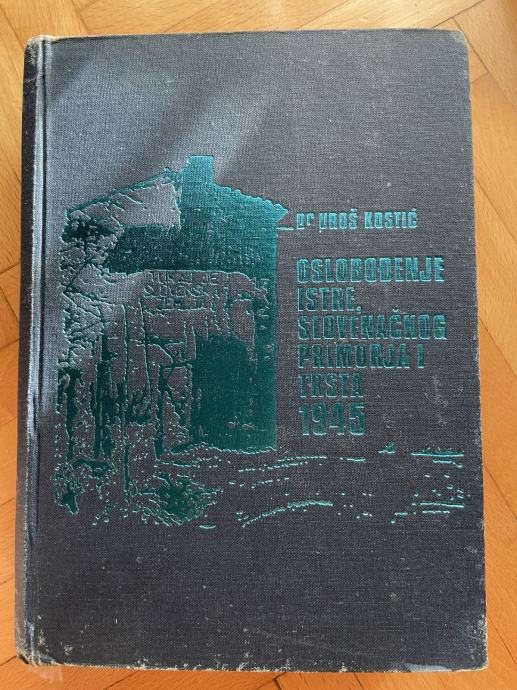 dr UROŠ KOSTIĆ
OSLOBOĐENJE
ISTRE,
SLOVENAČKOG
PRIMORJA I
TRSTA
1945